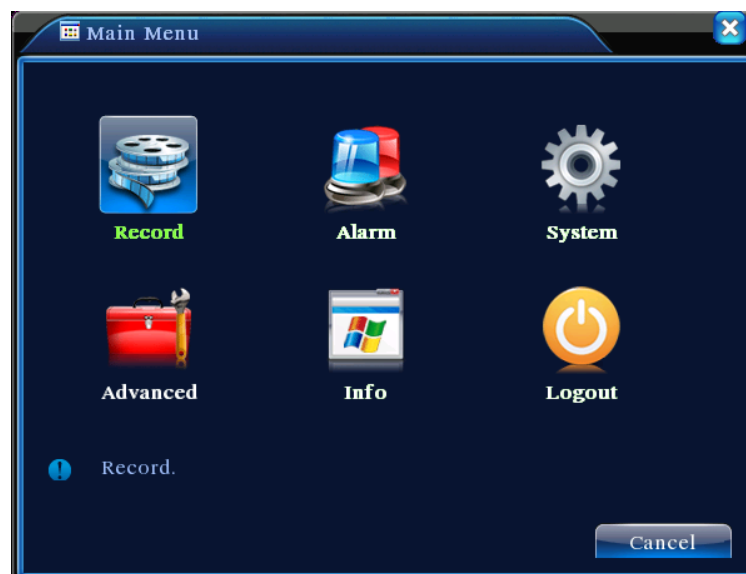 Main Menu
Record Alarm System
Advanced Info Logout
Record.
Cancel